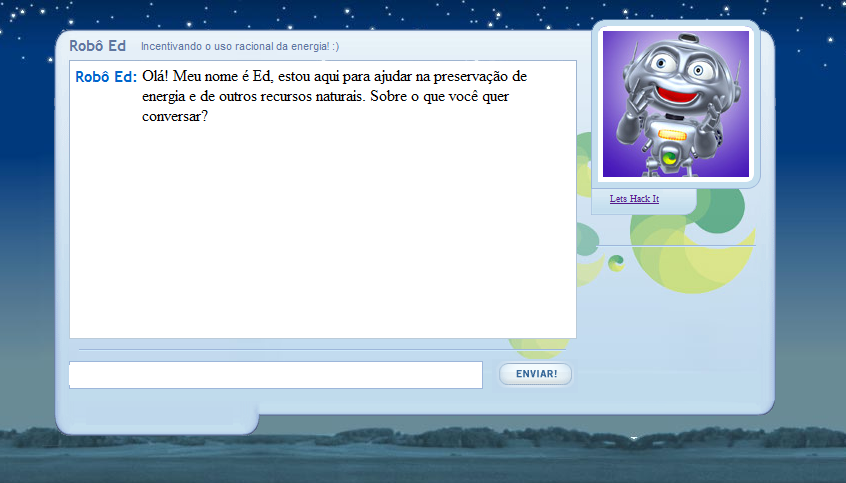 Robô Ed Incentivando o uso racional da energia! :)
Robô Ed: Olá! Meu nome é Ed, estou aqui para ajudar na preservação de
energia e de outros recursos naturais. Sobre o que você quer
conversar?
Lets Hack It
ENVIAR!